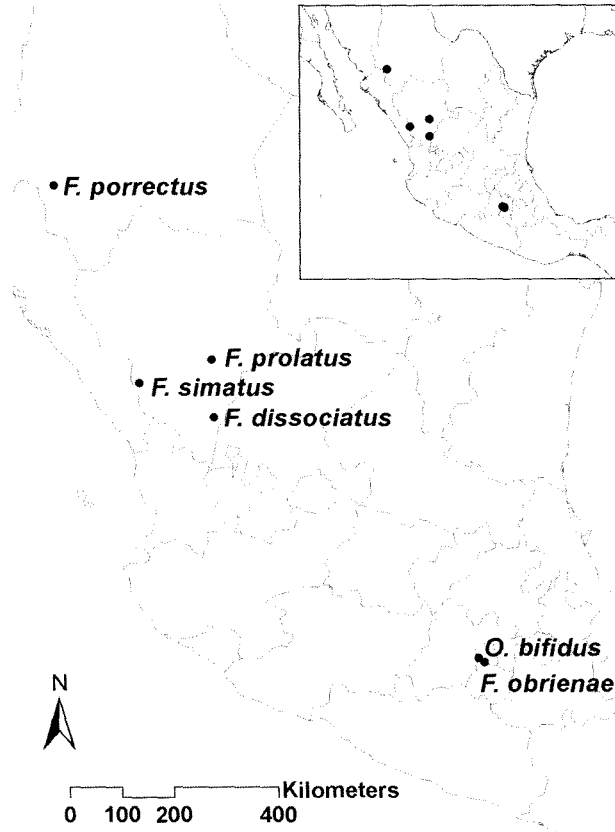 F. porrectus
F. prolatus
F. simatus
F. dissociatus
O. bifidus
F. obrienae
N
Kilometers
0 100 200 400